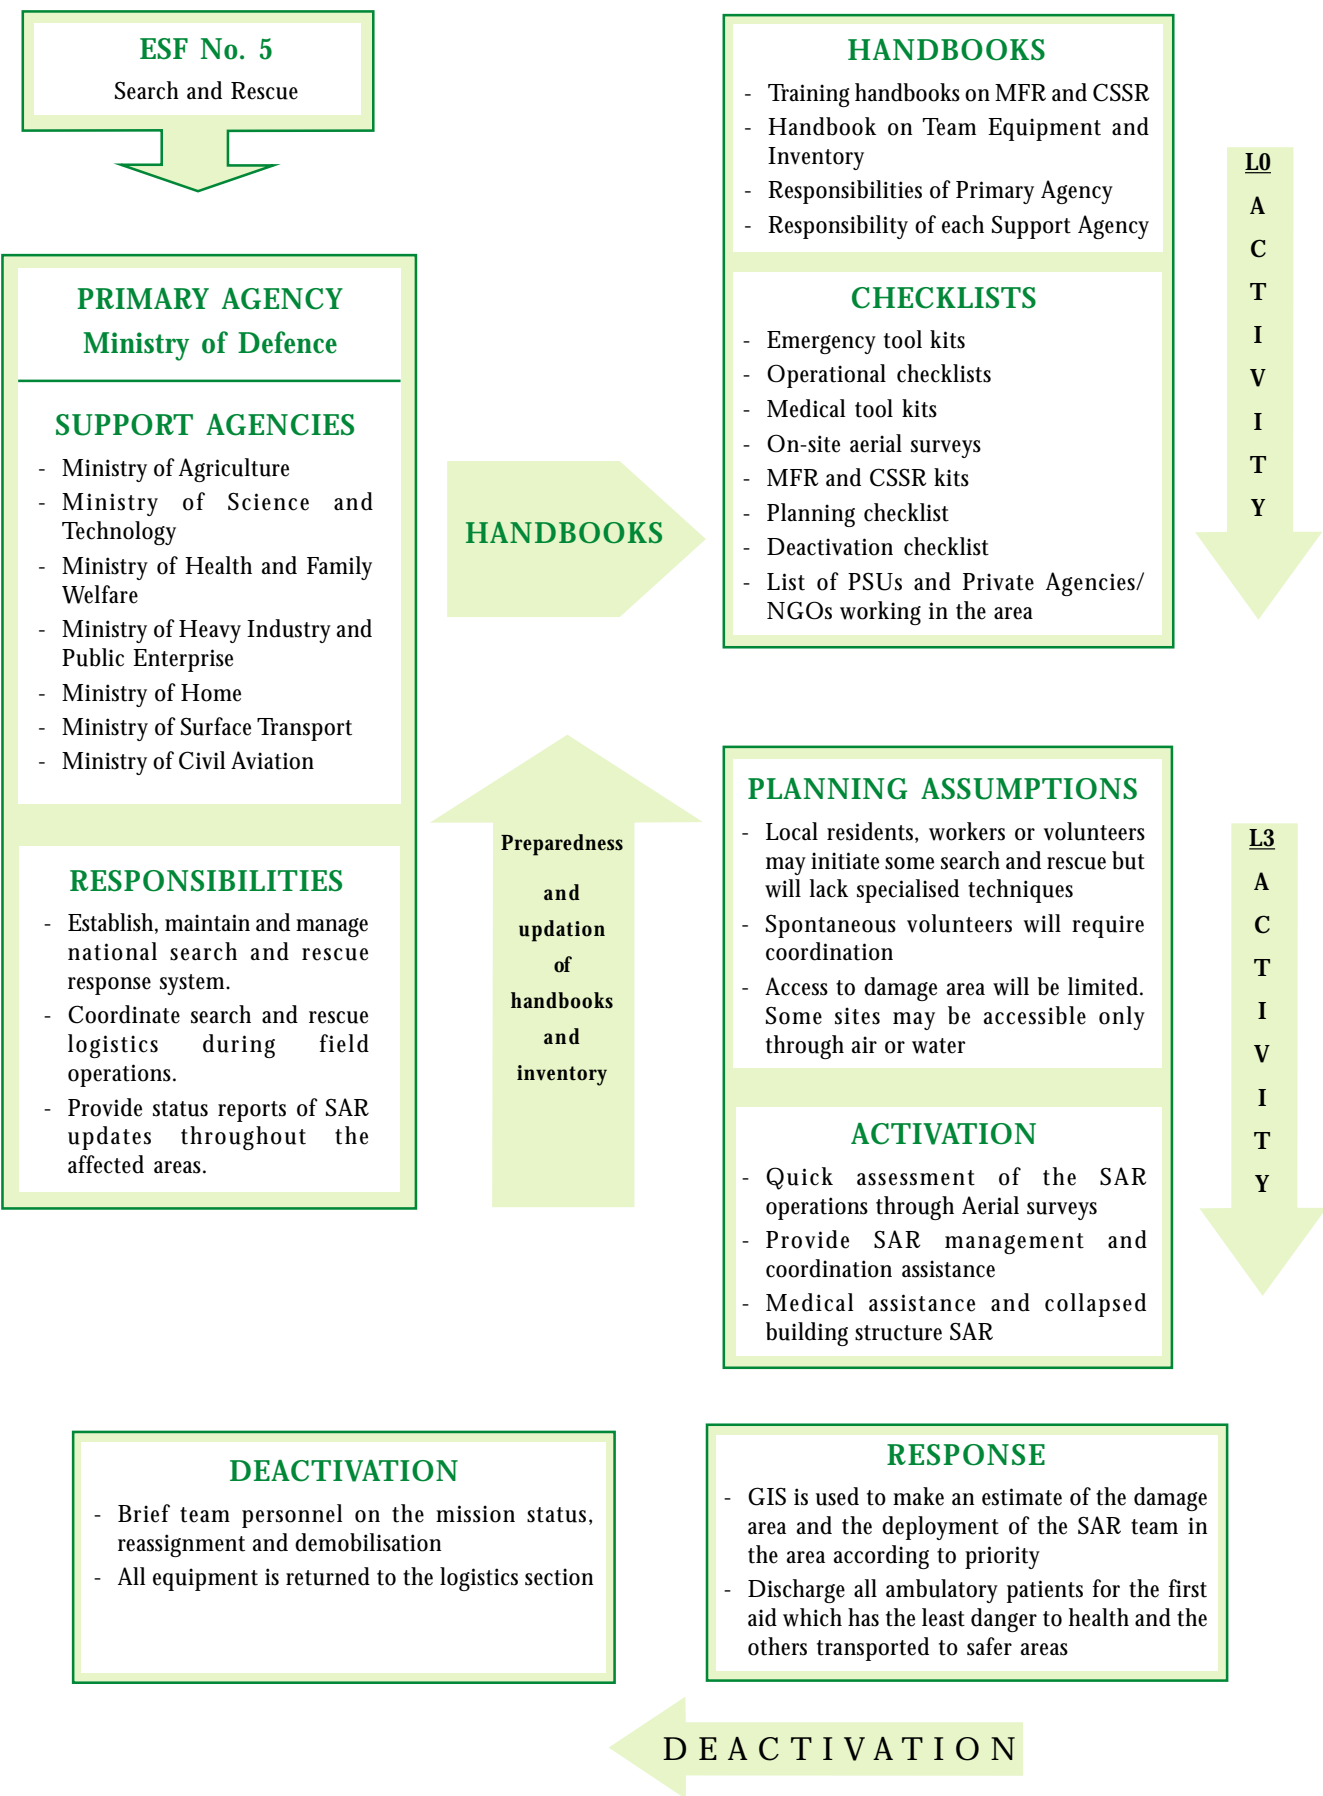 ESF No. 5
Search and Rescue
PRIMARY AGENCY
Ministry of Defence
SUPPORT AGENCIES
- Ministry of Agriculture
- Ministry of Science and
Technology
- Ministry of Health and Family
Welfare
- Ministry of Heavy Industry and
Public Enterprise
- Ministry of Home
- Ministry of Surface Transport
- Ministry of Civil Aviation
RESPONSIBILITIES
- Establish, maintain and manage
national search and rescue
response system.
- Coordinate search and rescue
logistics during field
operations.
- Provide status reports of SAR
updates throughout the
affected areas.
HANDBOOKS
Preparedness
and
updation
of
handbooks
and
inventory
HANDBOOKS
- Training handbooks on MFR and CSSR
- Handbook on Team Equipment and
Inventory
- Responsibilities of Primary Agency
- Responsibility of each Support Agency
CHECKLISTS
- Emergency tool kits
- Operational checklists
- Medical tool kits
- On-site aerial surveys
- MFR and CSSR kits
- Planning checklist
- Deactivation checklist
- List of PSUs and Private Agencies/
NGOs working in the area
L0
A
C
T
I
V
I
T
Y
PLANNING ASSUMPTIONS
- Local residents, workers or volunteers
may initiate some search and rescue but
will lack specialised techniques
- Spontaneous volunteers will require
coordination
- Access to damage area will be limited.
Some sites may be accessible only
through air or water
ACTIVATION
- Quick assessment of the SAR
operations through Aerial surveys
- Provide SAR management and
coordination assistance
- Medical assistance and collapsed
building structure SAR
L3
A
C
T
I
V
I
T
Y
RESPONSE
- GIS is used to make an estimate of the damage
area and the deployment of the SAR team in
the area according to priority
- Discharge all ambulatory patients for the first
aid which has the least danger to health and the
others transported to safer areas
DEACTIVATION
DEACTIVATION
- Brief team personnel on the mission status,
reassignment and demobilisation
- All equipment is returned to the logistics section